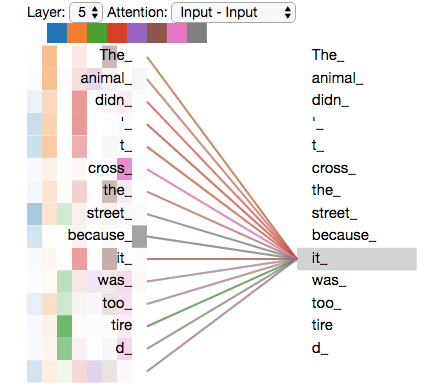 Layer: 5 Attention: Input - Input
The_ The_
animal_ animal_
didn_ didn_
'_ '_
t_ t_
cross_ cross_
the_ the_
street_ street_
because_ because_
it_ it_
was_ was_
too_ too_
tire tire
d_ d_
_